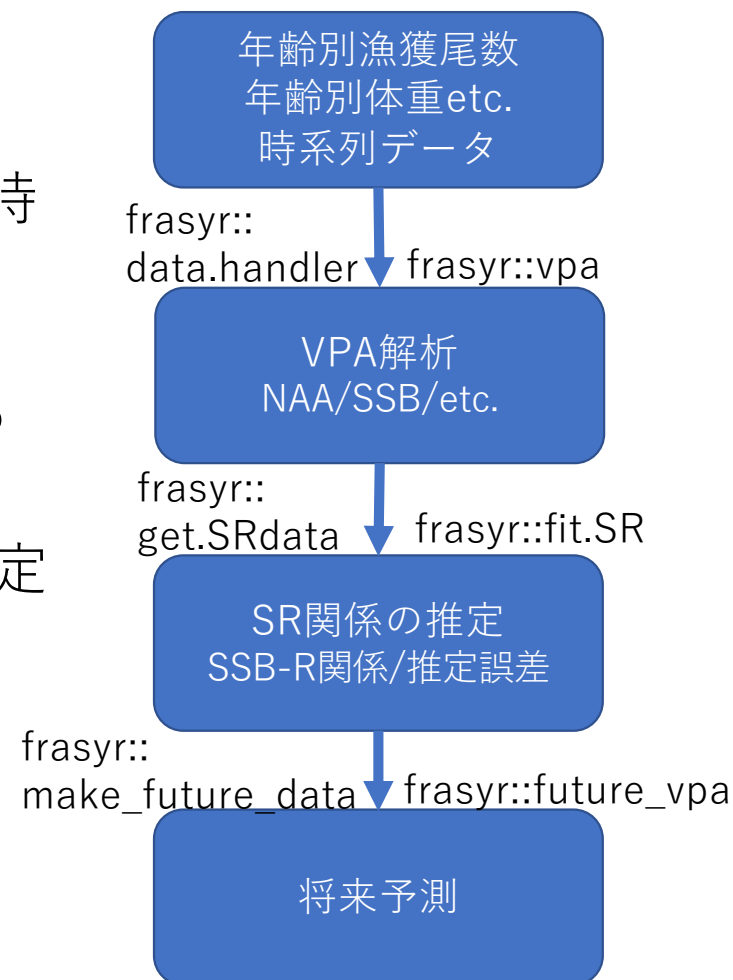 年齢別漁獲尾数
年齢別体重etc.
時系列データ
frasyr::
data.handler
frasyr::vpa
VPA解析
NAA/SSB/etc.
frasyr::
get.SRdata
frasyr::fit.SR
定
SR関係の推定
SSB-R関係/推定誤差
frasyr::
make_future_data
frasyr::future_vpa
将来予測